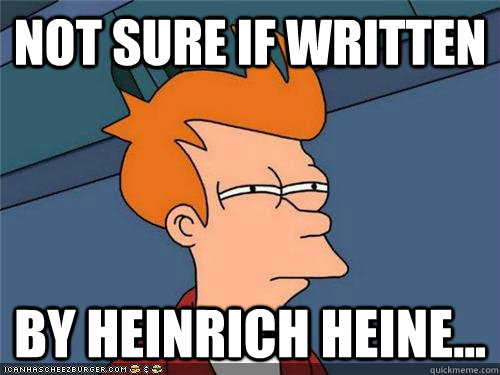 NOT SURE IF WRITTEN
BY HEINRICH HEINE...
ICANHASCHEEZBURGER.COM
quickmeme.com